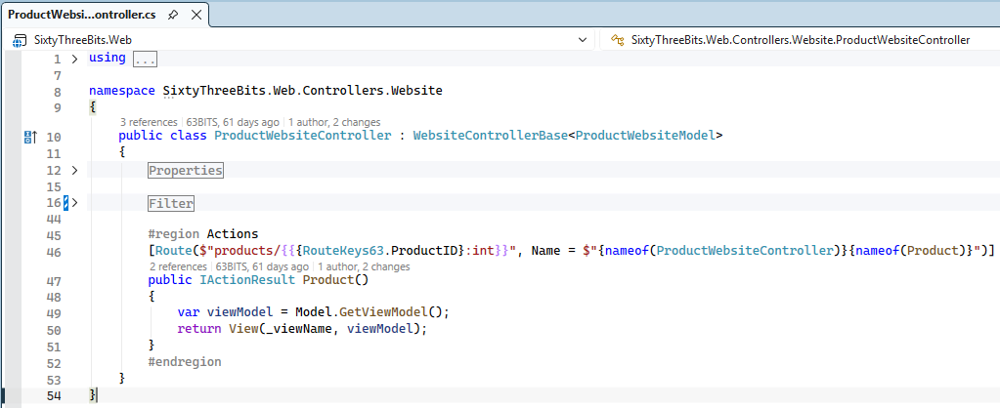 ProductWebsi...ontroller.cs
SixtyThreeBits.Web
SixtyThreeBits.Web.Controllers.Website.ProductWebsiteController
1 using ...
7
8 namespace SixtyThreeBits.Web.Controllers.Website
9 {
3 references | 63BITS, 61 days ago | 1 author, 2 changes
10 public class ProductWebsiteController : WebsiteControllerBase<ProductWebsiteModel>
11 {
12 Properties
15
16 Filter
44
45 #region Actions
46 [Route($"products/{{{RouteKeys63.ProductID}:int}}", Name = $"{nameof(ProductWebsiteController)}{nameof(Product)}")]
2 references | 63BITS, 61 days ago | 1 author, 2 changes
47 public IActionResult Product()
48 {
49 var viewModel = Model.GetViewModel();
50 return View(_viewName, viewModel);
51 }
52 #endregion
53 }
54 }